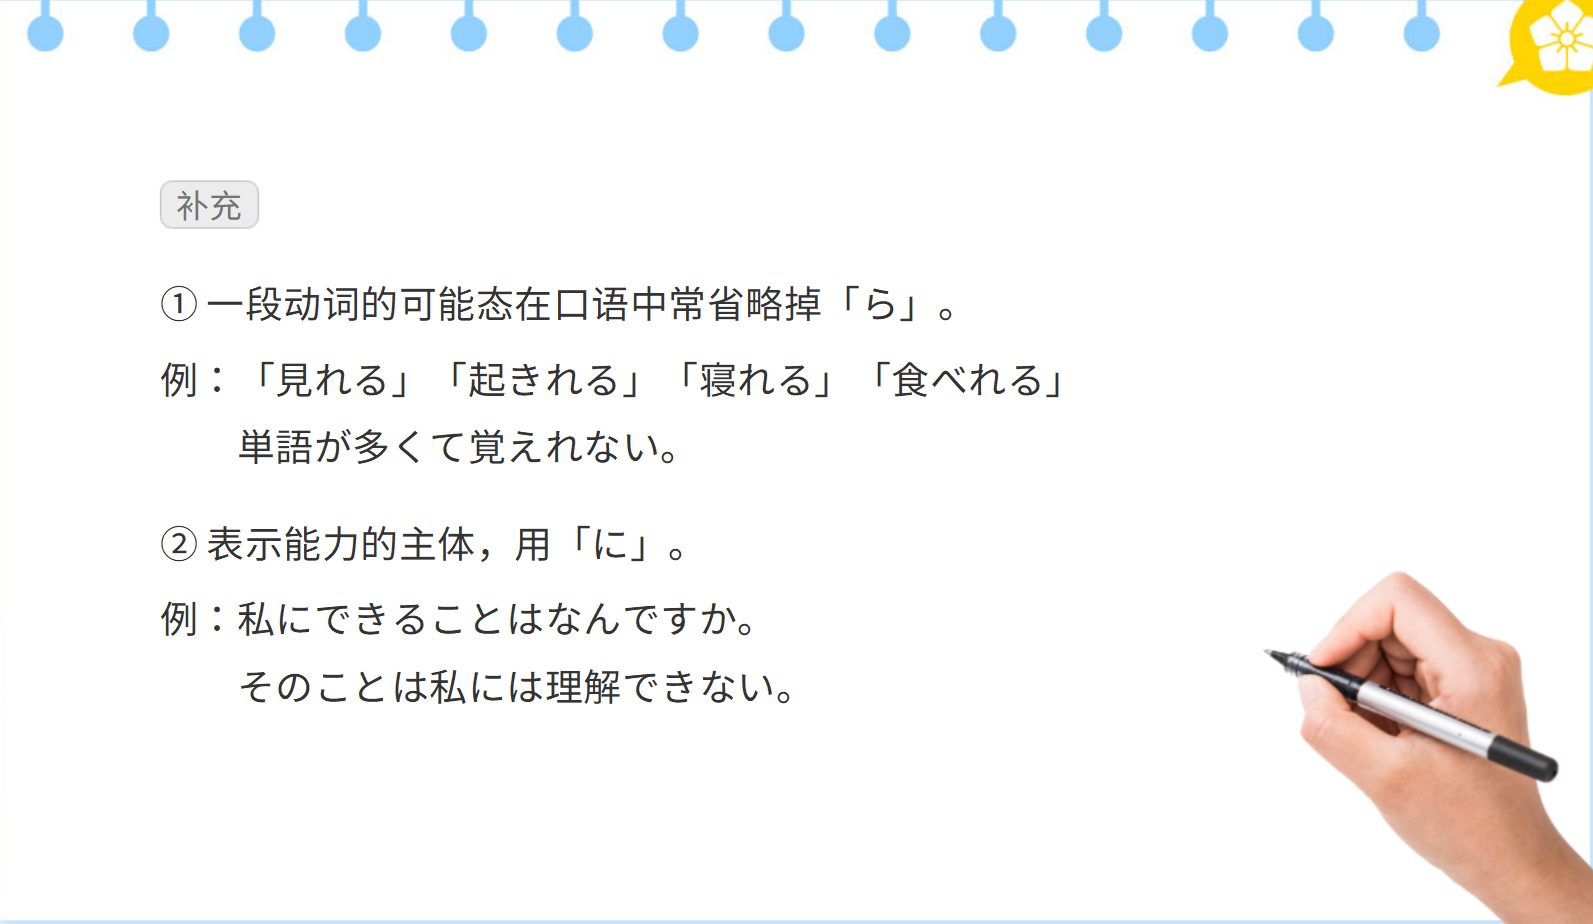 补充
① 一段动词的可能态在口语中常省略掉「ら」。
例：「見れる」「起きれる」「寝れる」「食べれる」
単語が多くて覚えれない。
② 表示能力的主体，用「に」。
例：私にできることはなんですか。
そのことは私には理解できない。